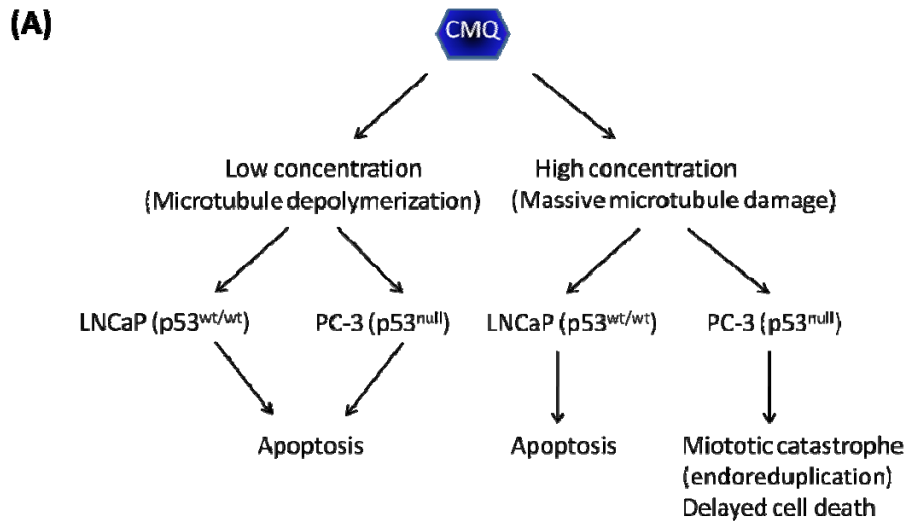 (A)
CMQ
Low concentration
(Microtubule depolymerization)
High concentration
(Massive microtubule damage)
LNCaP (p53wt/wt)
PC-3 (p53null)
LNCaP (p53wt/wt)
PC-3 (p53null)
Apoptosis
Apoptosis
Miototic catastrophe
(endoreduplication)
Delayed cell death